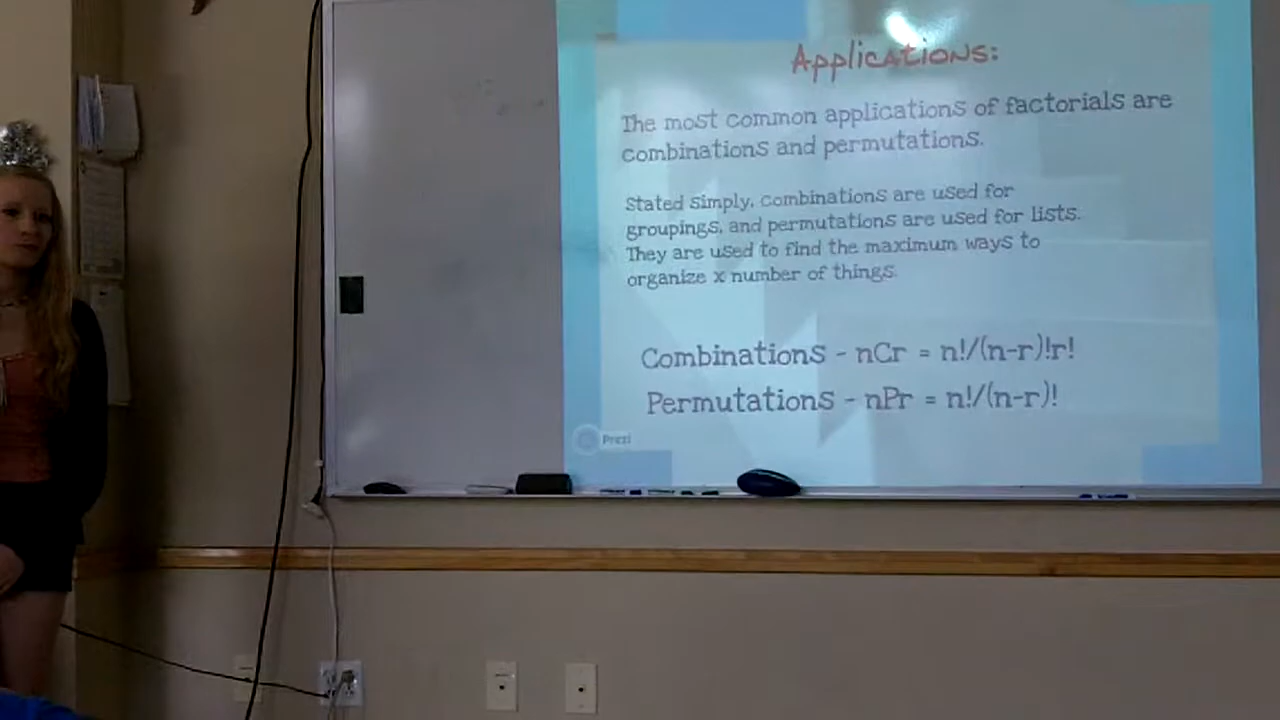 Applications:
The most common applications of factorials are
combinations and permutations.
Stated simply, combinations are used for
groupings, and permutations are used for lists.
They are used to find the maximum ways to
organize x number of things.
Combinations - nCr = n!/(n-r)!r!
Permutations - nPr = n!/(n-r)!
Prezi